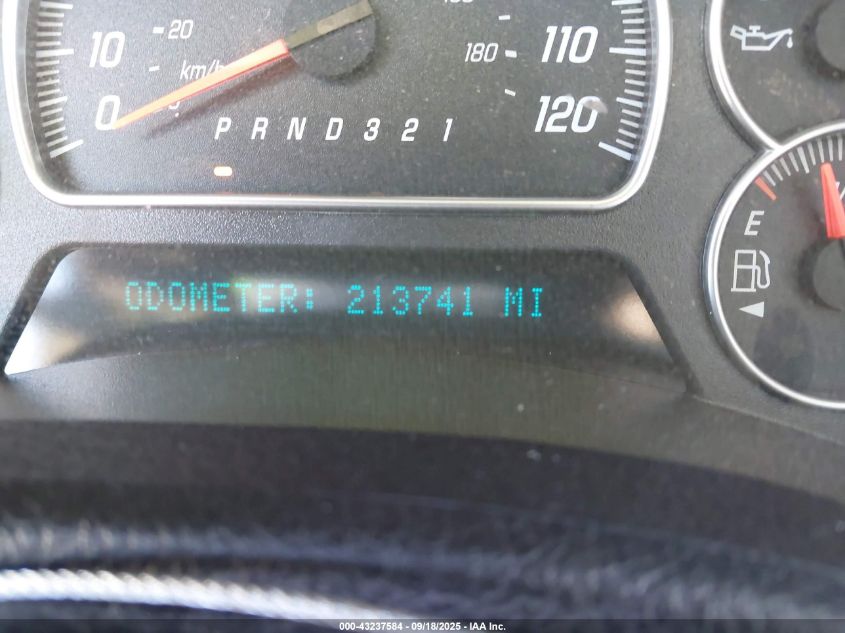 10
20
km/h
0
180
110
120
P R N D 3 2 1
E
ODOMETER: 213741 MI
000-43237584 - 09/18/2025 - IAA Inc.